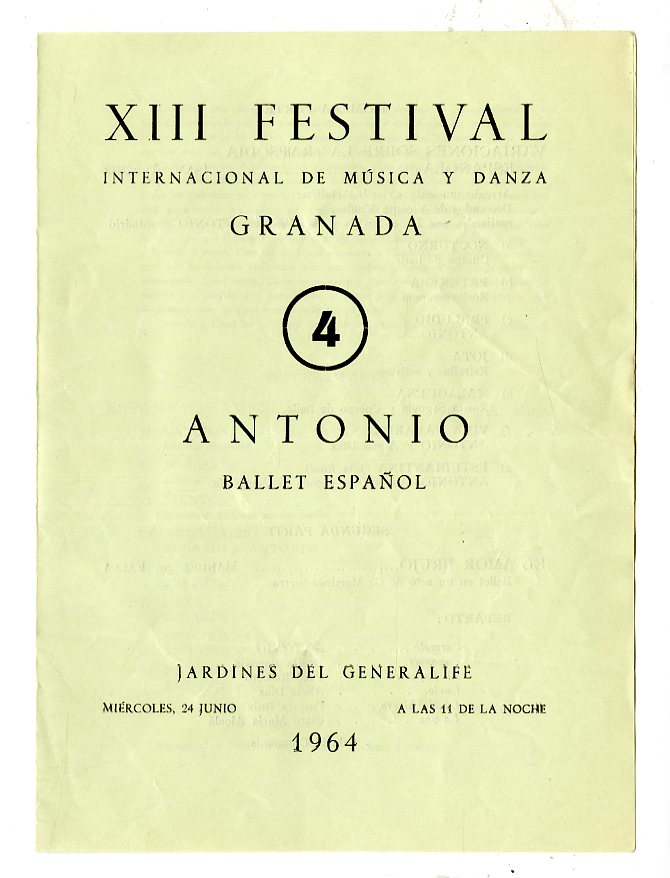 XIII FESTIVAL
INTERNACIONAL DE MÚSICA Y DANZA
GRANADA
4
ANTONIO
BALLET ESPAÑOL
JARDINES DEL GENERALIFE
MIÉRCOLES, 24 JUNIO A LAS 11 DE LA NOCHE
1964